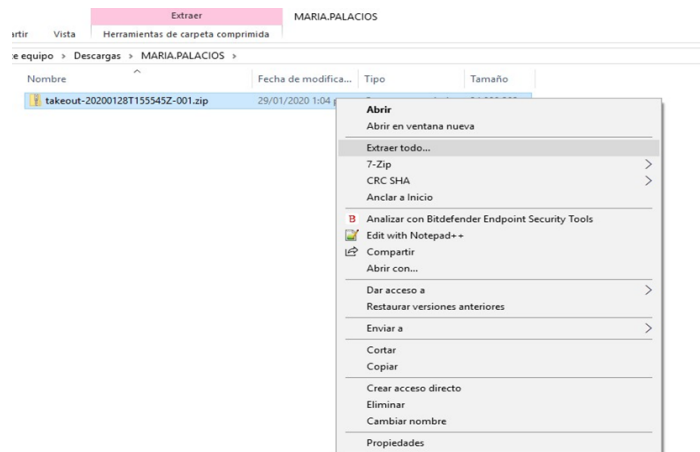 Extraer
MARIA.PALACIOS
artir Vista Herramientas de carpeta comprimida
equipo > Descargas > MARIA.PALACIOS >
Nombre Fecha de modifica... Tipo Tamaño
takeout-20200128T155545Z-001.zip 29/01/2020 1:04
Abrir
Abrir en ventana nueva
Extraer todo...
7-Zip
CRC SHA
Anclar a Inicio
Analizar con Bitdefender Endpoint Security Tools
Edit with Notepad++
Compartir
Abrir con...
Dar acceso a
Restaurar versiones anteriores
Enviar a
Cortar
Copiar
Crear acceso directo
Eliminar
Cambiar nombre
Propiedades